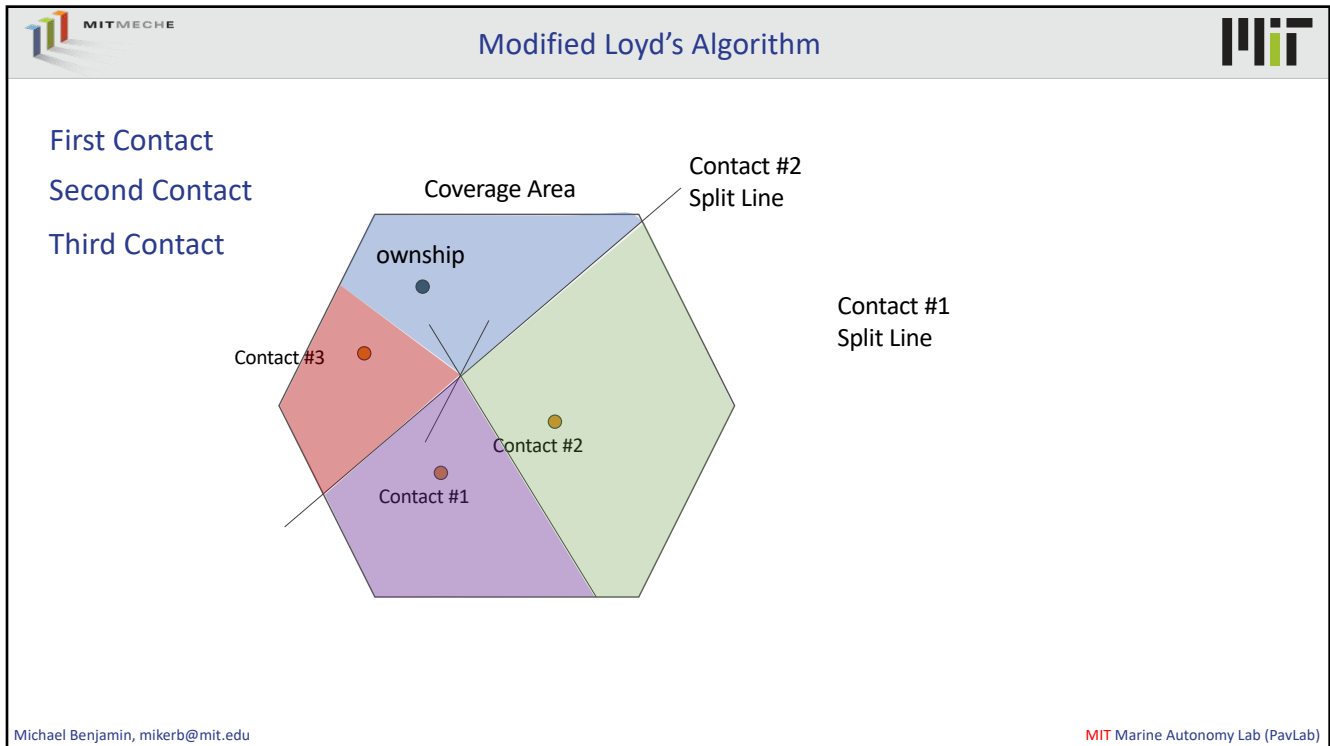 MITMECHE
Modified Loyd's Algorithm
MIT
First Contact
Second Contact
Third Contact
Coverage Area
Contact #2
Split Line
ownship
Contact #1
Split Line
Contact #3
Contact #2
Contact #1
Michael Benjamin, mikerb@mit.edu
MIT Marine Autonomy Lab (PavLab)